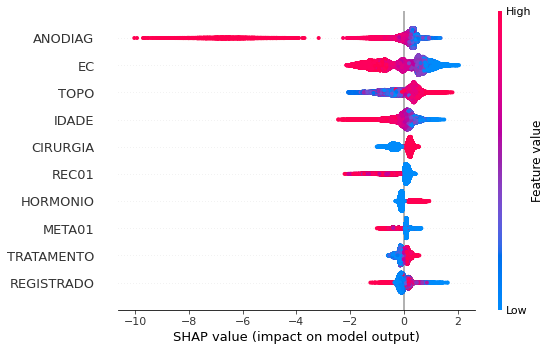 High
ANODIAG
EC
TOPO
IDADE
CIRURGIA
REC01
HORMONIO
META01
TRATAMENTO
REGISTRADO
Feature value
Low
−10 −8 −6 −4 −2 0 2
SHAP value (impact on model output)